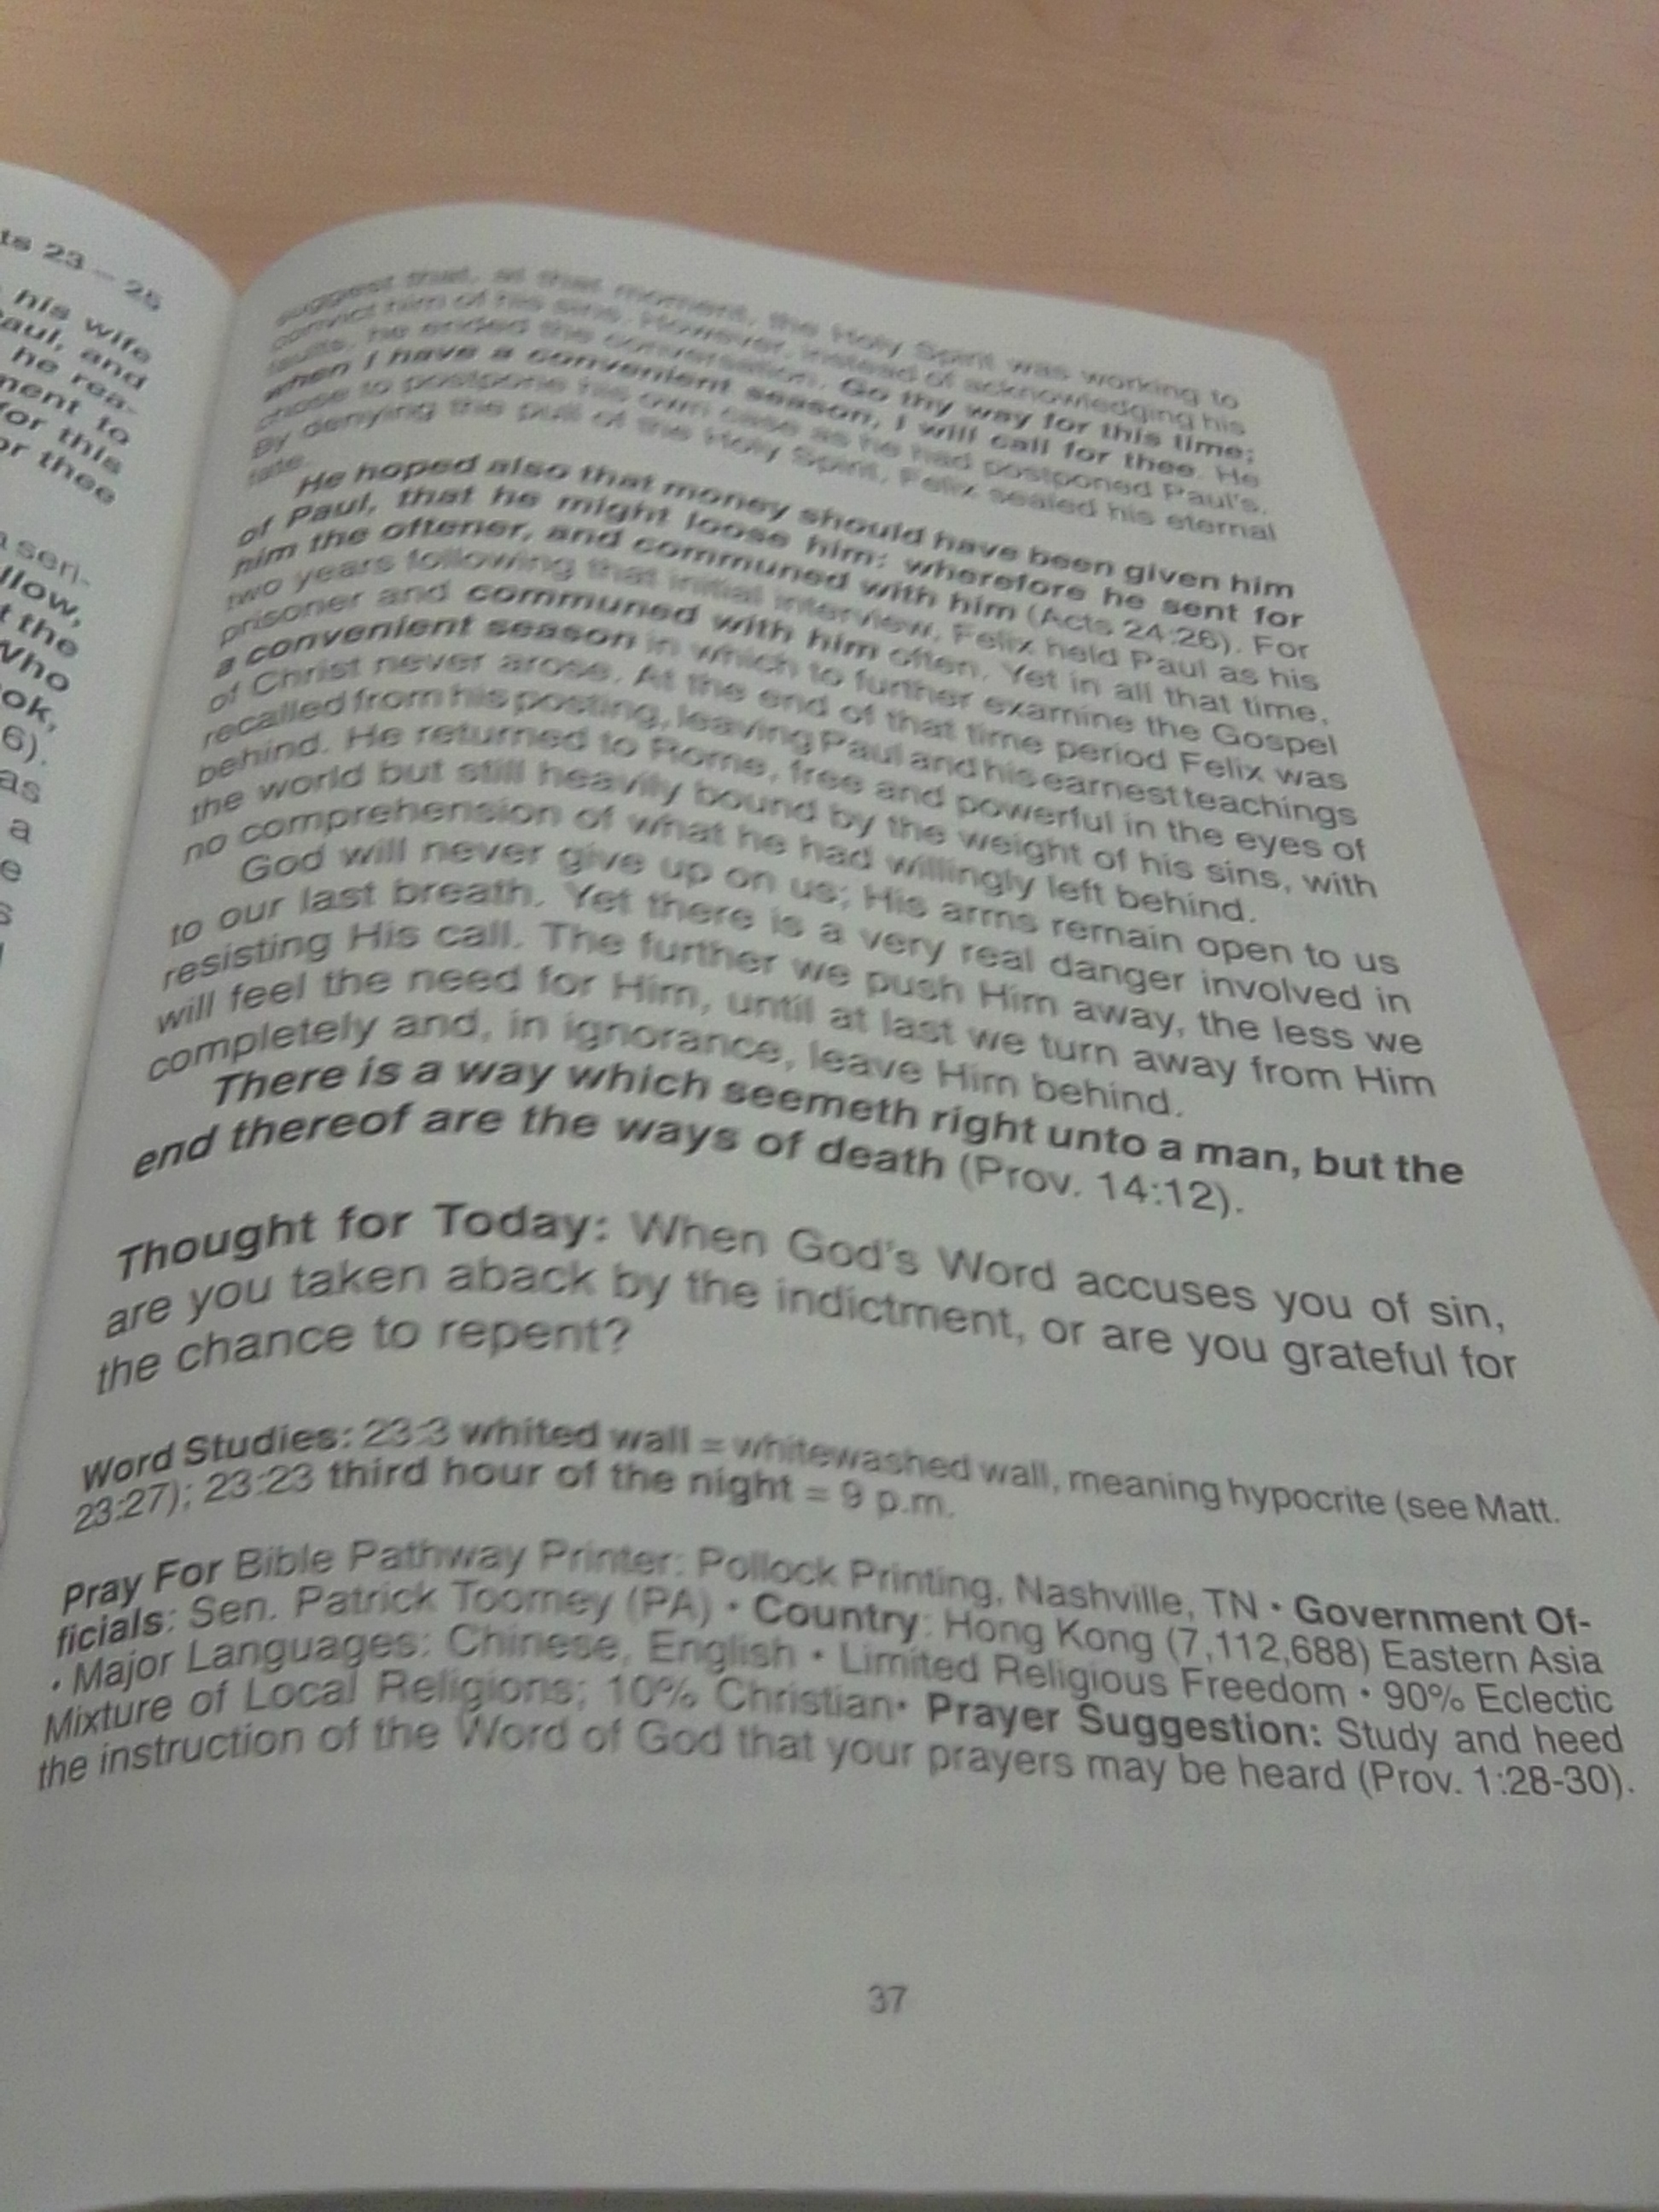 ts 23 – 25
his wife
aul, and
he rea-
ment to
for this
or thee
a seri-
llow,
t the
Who
ok,
6).
as
a
e
s
suggest that, at that moment, the Holy Spirit was working to
convict him of his sins. However, instead of acknowledging his
faults, he ended the conversation. Go thy way for this time;
when I have a convenient season, I will call for thee. He
chose to postpone his own case as he had postponed Paul's.
By denying the pull of the Holy Spirit, Felix sealed his eternal
fate.
He hoped also that money should have been given him
of Paul, that he might loose him: wherefore he sent for
him the oftener, and communed with him (Acts 24:26). For
two years following that initial interview, Felix held Paul as his
prisoner and communed with him often. Yet in all that time,
a convenient season in which to further examine the Gospel
of Christ never arose. At the end of that time period Felix was
recalled from his posting, leaving Paul and his earnest teachings
behind. He returned to Rome, free and powerful in the eyes of
the world but still heavily bound by the weight of his sins, with
no comprehension of what he had willingly left behind.
God will never give up on us; His arms remain open to us
to our last breath. Yet there is a very real danger involved in
resisting His call. The further we push Him away, the less we
will feel the need for Him, until at last we turn away from Him
completely and, in ignorance, leave Him behind.
There is a way which seemeth right unto a man, but the
end thereof are the ways of death (Prov. 14:12).
Thought for Today: When God's Word accuses you of sin,
are you taken aback by the indictment, or are you grateful for
the chance to repent?
Word Studies: 23:3 whited wall = whitewashed wall, meaning hypocrite (see Matt.
23:27); 23:23 third hour of the night = 9 p.m.
Pray For Bible Pathway Printer: Pollock Printing, Nashville, TN • Government Of-
ficials: Sen. Patrick Toomey (PA) • Country: Hong Kong (7,112,688) Eastern Asia
• Major Languages: Chinese, English • Limited Religious Freedom • 90% Eclectic
Mixture of Local Religions; 10% Christian• Prayer Suggestion: Study and heed
the instruction of the Word of God that your prayers may be heard (Prov. 1:28-30).
37